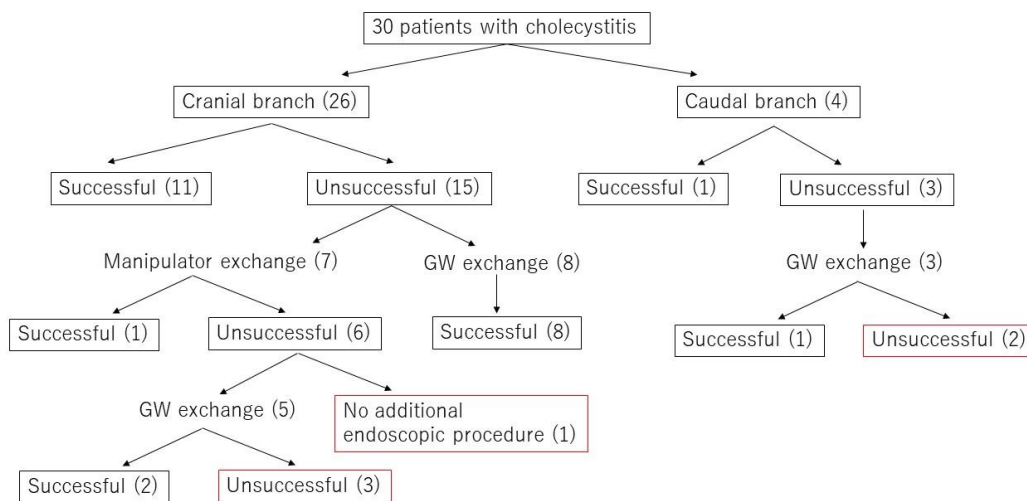 30 patients with cholecystitis
Cranial branch (26)
Caudal branch (4)
Successful (11)
Unsuccessful (15)
Successful (1)
Unsuccessful (3)
Manipulator exchange (7)
GW exchange (8)
GW exchange (3)
Successful (1)
Unsuccessful (6)
Successful (8)
Successful (1)
Unsuccessful (2)
GW exchange (5)
No additional
endoscopic procedure (1)
Successful (2)
Unsuccessful (3)